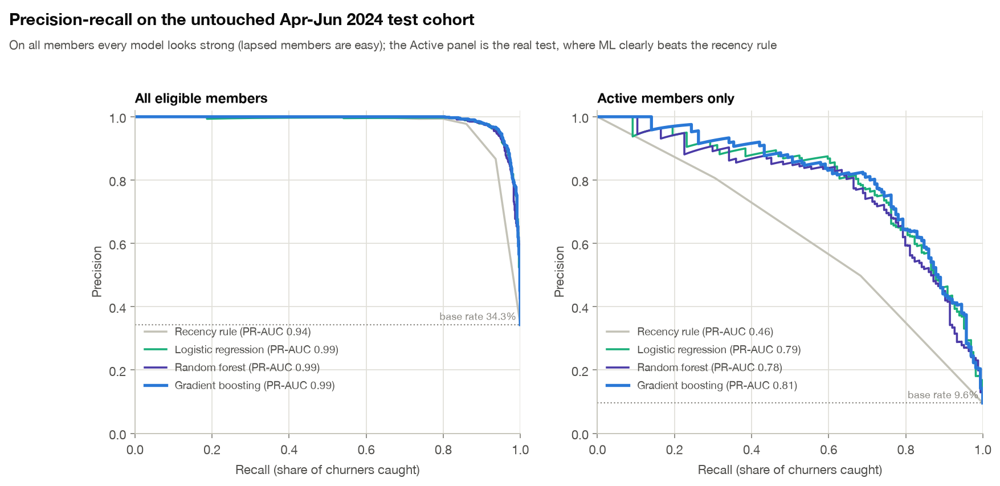 Precision-recall on the untouched Apr-Jun 2024 test cohort
On all members every model looks strong (lapsed members are easy); the Active panel is the real test, where ML clearly beats the recency rule
All eligible members
1.0
0.8
0.6
0.4
0.2
0.0
Precision
base rate 34.3%
Recency rule (PR-AUC 0.94)
Logistic regression (PR-AUC 0.99)
Random forest (PR-AUC 0.99)
Gradient boosting (PR-AUC 0.99)
0.0 0.2 0.4 0.6 0.8 1.0
Recall (share of churners caught)
Active members only
1.0
0.8
0.6
0.4
0.2
0.0
Precision
Recency rule (PR-AUC 0.46)
Logistic regression (PR-AUC 0.79)
Random forest (PR-AUC 0.78)
Gradient boosting (PR-AUC 0.81)
base rate 9.6%
0.0 0.2 0.4 0.6 0.8 1.0
Recall (share of churners caught)